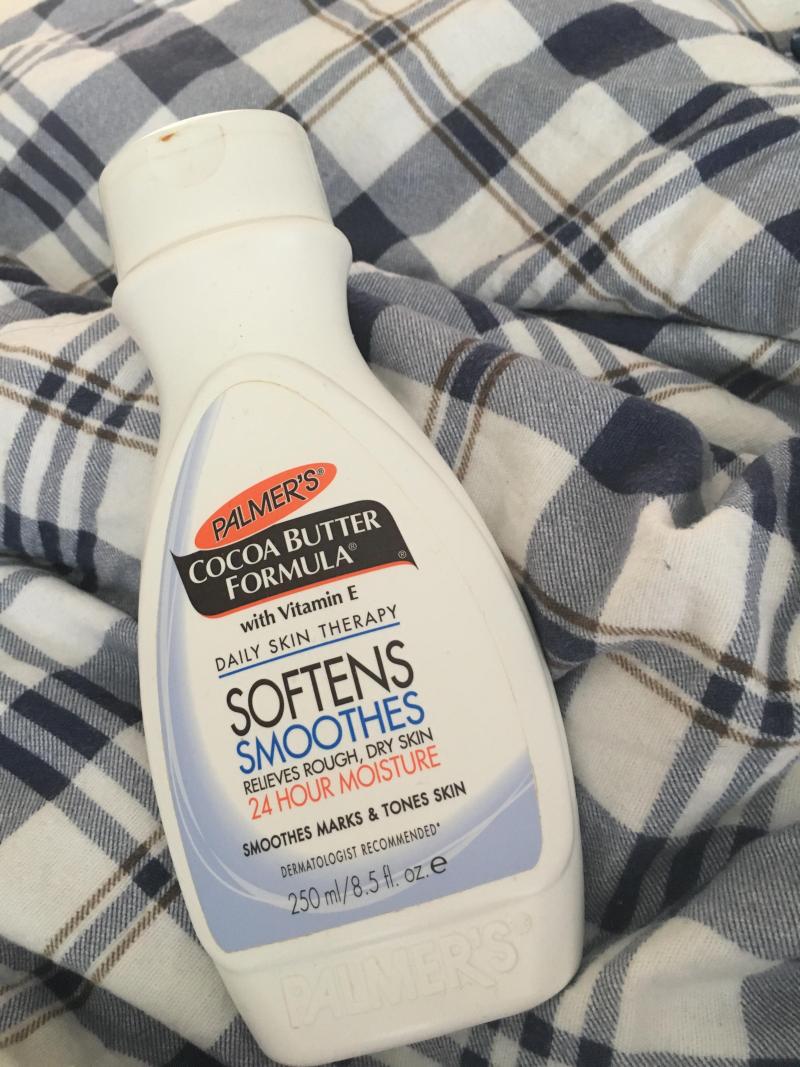 PALMER'S®
COCOA BUTTER
FORMULA® ®
with Vitamin E
DAILY SKIN THERAPY
SOFTENS
SMOOTHES
RELIEVES ROUGH, DRY SKIN
24 HOUR MOISTURE
SMOOTHES MARKS & TONES SKIN
DERMATOLOGIST RECOMMENDED*
250 ml/8.5 fl. oz. ℮
PALMER'S®